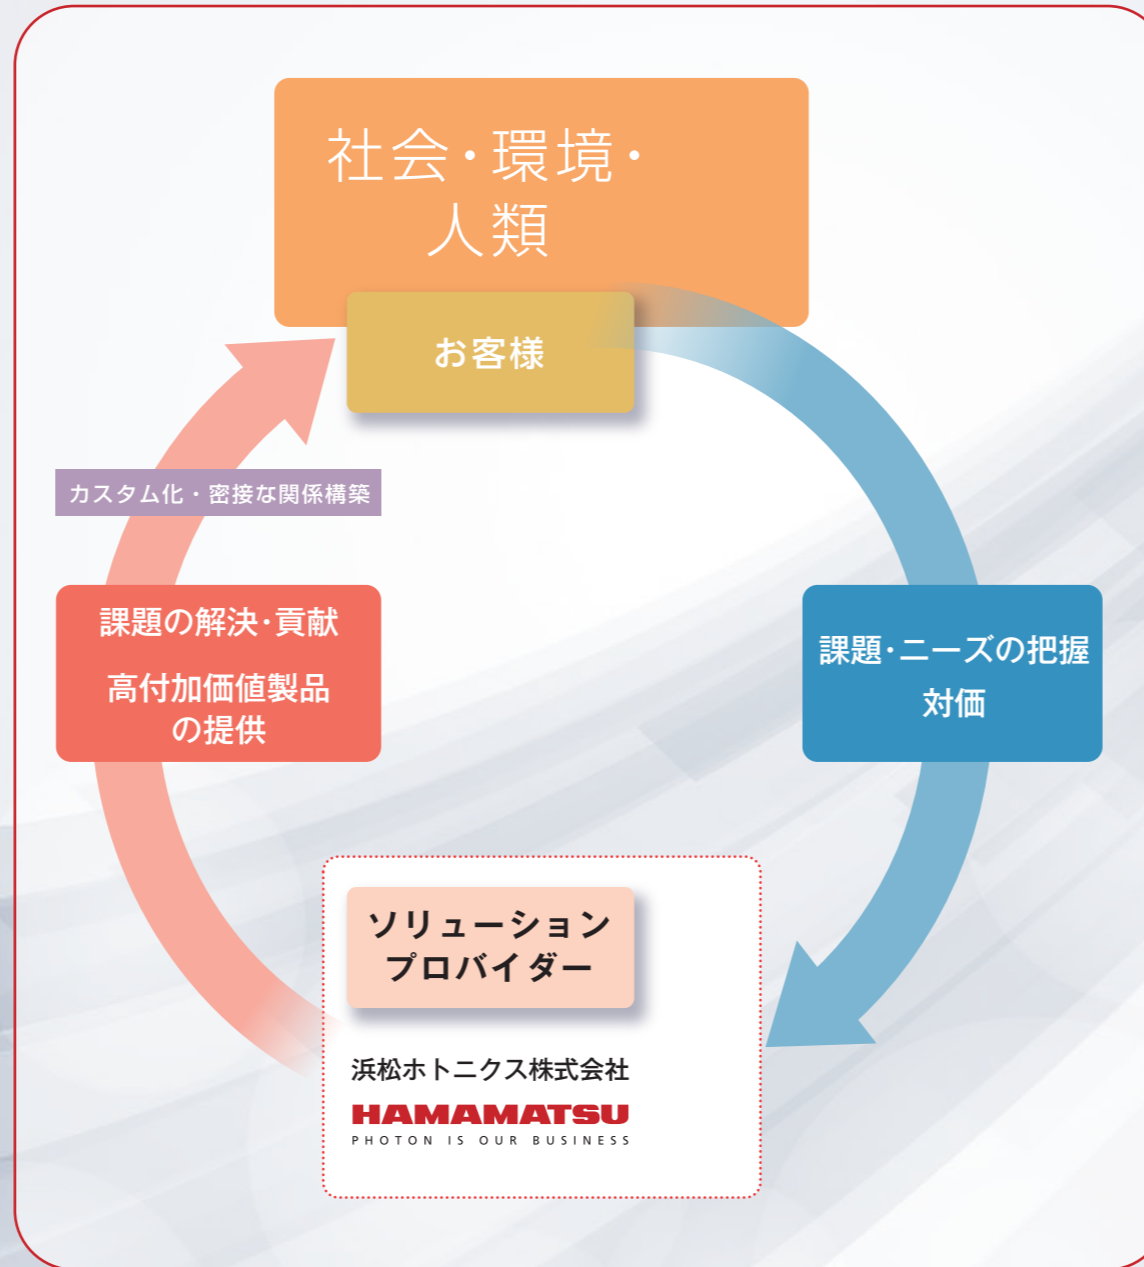 社会・環境・
人類
お客様
カスタム化・密接な関係構築
課題の解決・貢献
高付加価値製品
の提供
課題・ニーズの把握
対価
ソリューション
プロバイダー
浜松ホトニクス株式会社
HAMAMATSU
PHOTON IS OUR BUSINESS